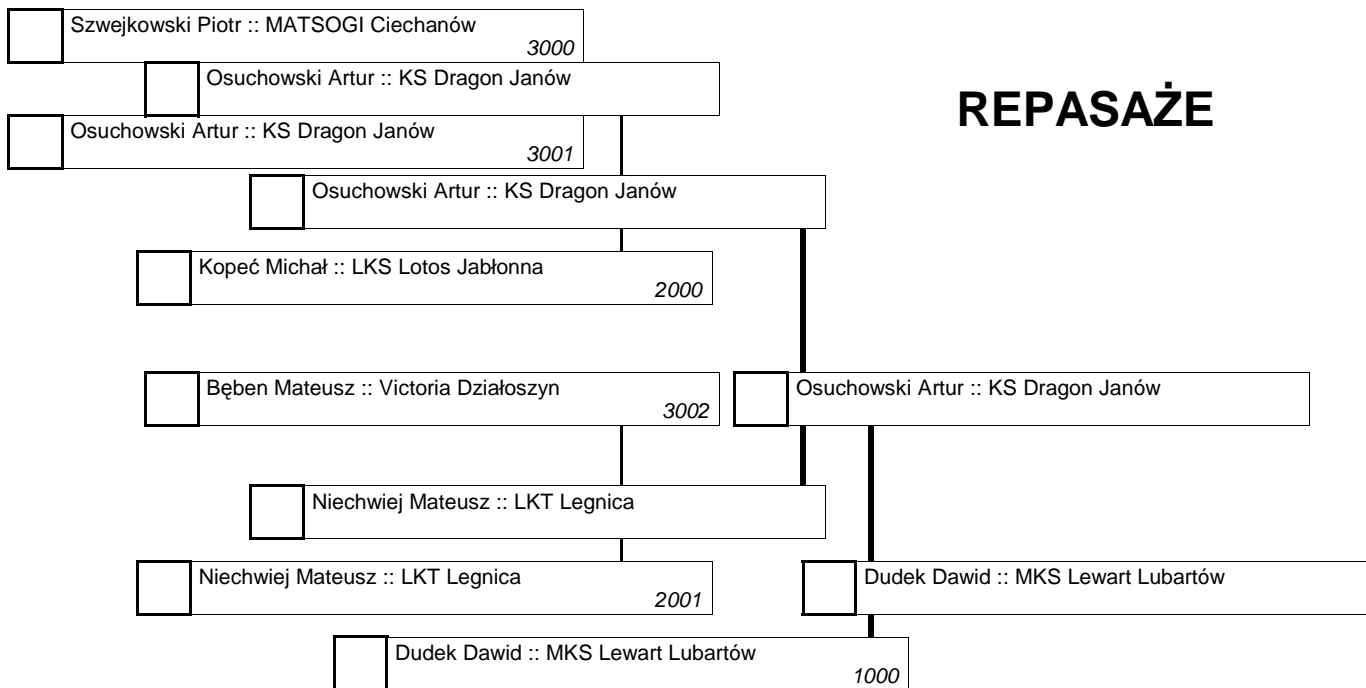 Szwejkowski Piotr :: MATSOGI Ciechanów
3000
Osuchowski Artur :: KS Dragon Janów
REPASAŻE
Osuchowski Artur :: KS Dragon Janów
3001
Osuchowski Artur :: KS Dragon Janów
Kopeć Michał :: LKS Lotos Jabłonna
2000
Bęben Mateusz :: Victoria Działoszyn
3002
Osuchowski Artur :: KS Dragon Janów
Niechwiej Mateusz :: LKT Legnica
Niechwiej Mateusz :: LKT Legnica
2001
Dudek Dawid :: MKS Lewart Lubartów
Dudek Dawid :: MKS Lewart Lubartów
1000